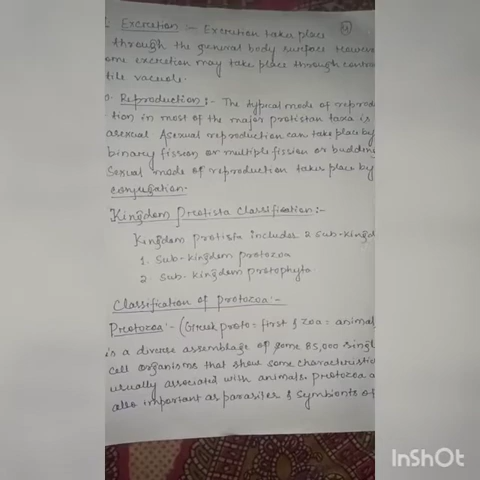 Excretion :- Excretion take place
through the general body surface However
some excretion may take place through contrac
tile vacuole.
Reproduction :- The typical mode of reprod
tion in most of the major protistan taxa is
asexual Asexual reproduction can take place by
binary fission or multiple fission or budding
Sexual mode of reproduction takes place by
conjugation.
Kingdom Protista Classification :-
Kingdom protista includes 2 sub-kingd
1. Sub-kingdom protozoa
2. Sub-kingdom protophyta
Classification of protozoa :-
Protozoa :- (Greek proto = first & zoa = animal
is a diverse assemblage of some 85,000 single
cell organisms that show some characteristic
usually associated with animals. Protozoa a
also important as parasites & symbionts of
InShOt